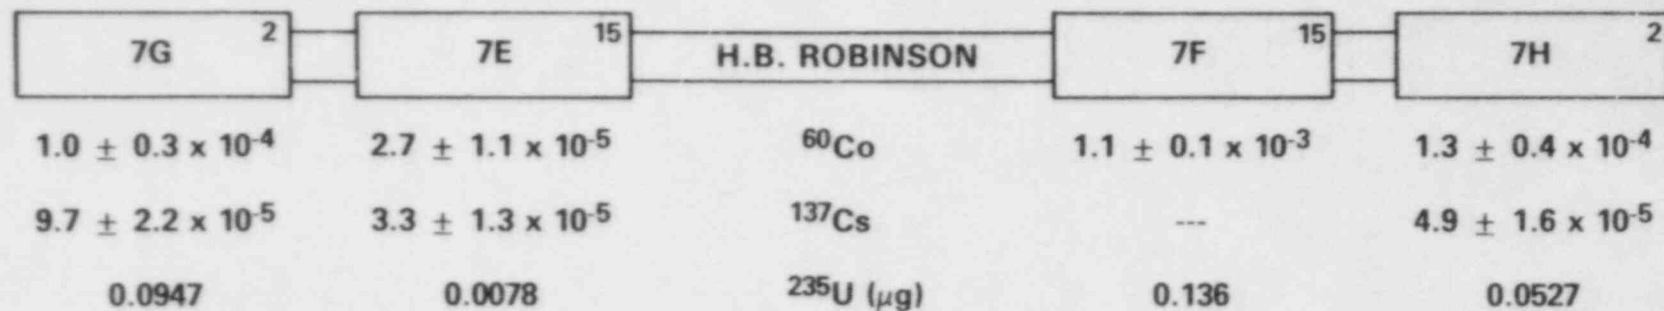 7G 2 7E 15 H.B. ROBINSON 7F 15 7H 2
1.0 ± 0.3 x 10⁻⁴ 2.7 ± 1.1 x 10⁻⁵ ⁶⁰Co 1.1 ± 0.1 x 10⁻³ 1.3 ± 0.4 x 10⁻⁴
9.7 ± 2.2 x 10⁻⁵ 3.3 ± 1.3 x 10⁻⁵ ¹³⁷Cs --- 4.9 ± 1.6 x 10⁻⁵
0.0947 0.0078 ²³⁵U (μg) 0.136 0.0527